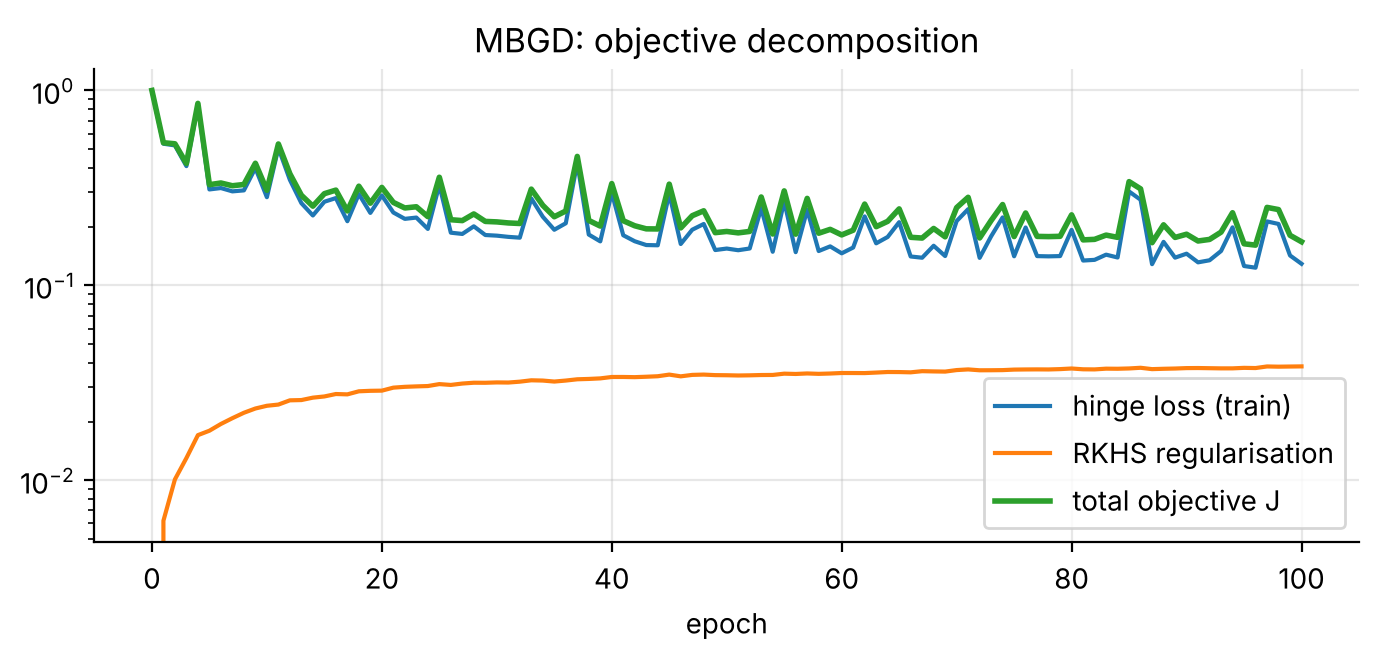 MBGD: objective decomposition
10⁰
10⁻¹
10⁻²
hinge loss (train)
RKHS regularisation
total objective J
0 20 40 60 80 100
epoch